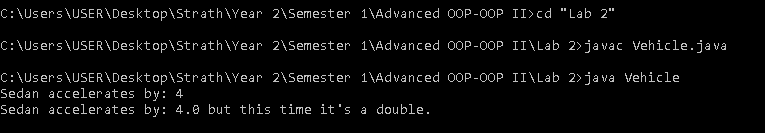 C:\Users\USER\Desktop\Strath\Year 2\Semester 1\Advanced OOP-OOP II>cd "Lab 2"
C:\Users\USER\Desktop\Strath\Year 2\Semester 1\Advanced OOP-OOP II\Lab 2>javac Vehicle.java
C:\Users\USER\Desktop\Strath\Year 2\Semester 1\Advanced OOP-OOP II\Lab 2>java Vehicle
Sedan accelerates by: 4
Sedan accelerates by: 4.0 but this time it's a double.